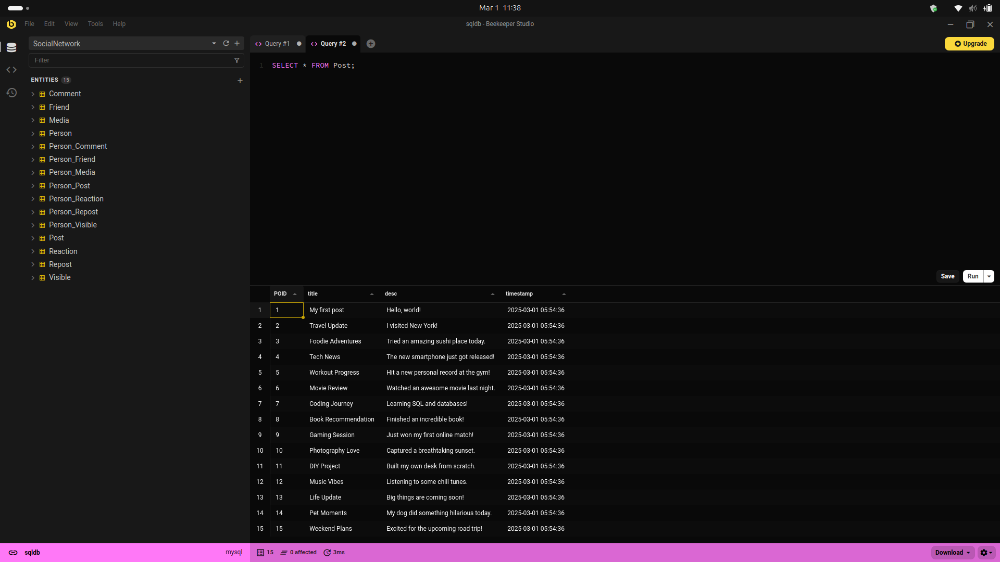 Mar 1 11:38
File Edit View Tools Help
sqldb - Beekeeper Studio
SocialNetwork
Filter
ENTITIES 15
Comment
Friend
Media
Person
Person_Comment
Person_Friend
Person_Media
Person_Post
Person_Reaction
Person_Repost
Person_Visible
Post
Reaction
Repost
Visible
Query #1 Query #2
Upgrade
1 SELECT * FROM Post;
Save Run
POID title desc timestamp
1 1 My first post Hello, world! 2025-03-01 05:54:36
2 2 Travel Update I visited New York! 2025-03-01 05:54:36
3 3 Foodie Adventures Tried an amazing sushi place today. 2025-03-01 05:54:36
4 4 Tech News The new smartphone just got released! 2025-03-01 05:54:36
5 5 Workout Progress Hit a new personal record at the gym! 2025-03-01 05:54:36
6 6 Movie Review Watched an awesome movie last night. 2025-03-01 05:54:36
7 7 Coding Journey Learning SQL and databases! 2025-03-01 05:54:36
8 8 Book Recommendation Finished an incredible book! 2025-03-01 05:54:36
9 9 Gaming Session Just won my first online match! 2025-03-01 05:54:36
10 10 Photography Love Captured a breathtaking sunset. 2025-03-01 05:54:36
11 11 DIY Project Built my own desk from scratch. 2025-03-01 05:54:36
12 12 Music Vibes Listening to some chill tunes. 2025-03-01 05:54:36
13 13 Life Update Big things are coming soon! 2025-03-01 05:54:36
14 14 Pet Moments My dog did something hilarious today. 2025-03-01 05:54:36
15 15 Weekend Plans Excited for the upcoming road trip! 2025-03-01 05:54:36
sqldb mysql
15 0 affected 3ms
Download